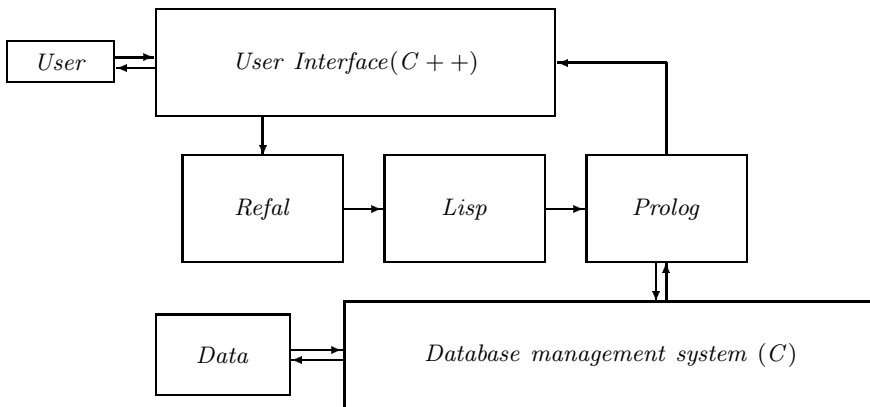 User
User Interface(C + +)
Refal
Lisp
Prolog
Data
Database management system (C)